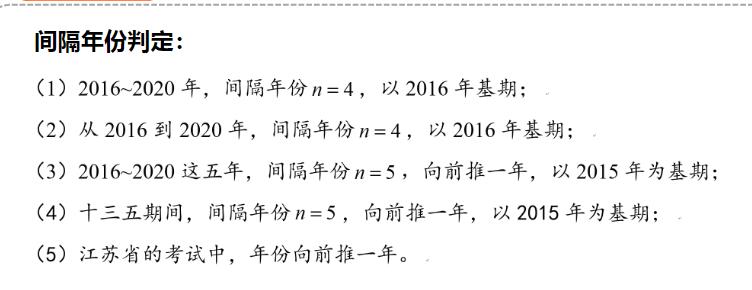 间隔年份判定：
（1）2016~2020 年，间隔年份 n = 4，以 2016 年基期；
（2）从 2016 到 2020 年，间隔年份 n = 4，以 2016 年基期；
（3）2016~2020 这五年，间隔年份 n = 5，向前推一年，以 2015 年为基期；
（4）十三五期间，间隔年份 n = 5，向前推一年，以 2015 年为基期；
（5）江苏省的考试中，年份向前推一年。